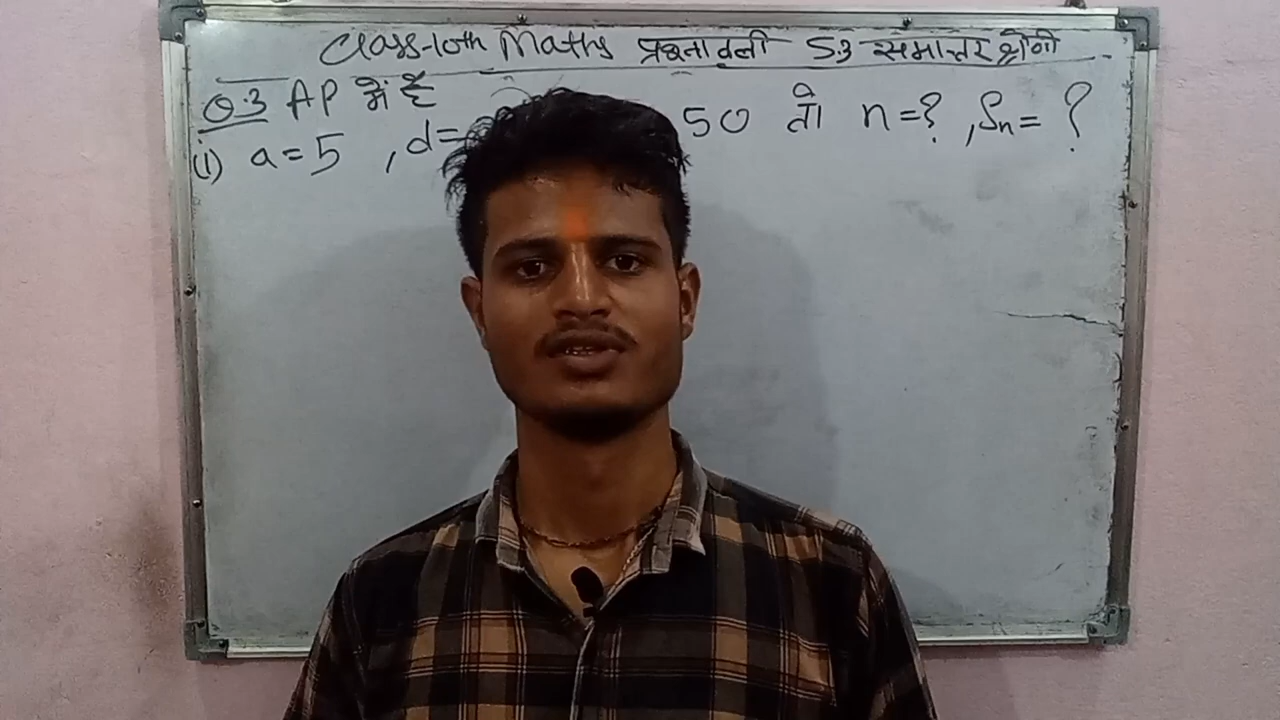 Class-10th Maths प्रश्नावली 5.3 समान्तर श्रेणी
Q.3 AP में है
(i) a=5 , d= 50 तो n=? , Sn= ?